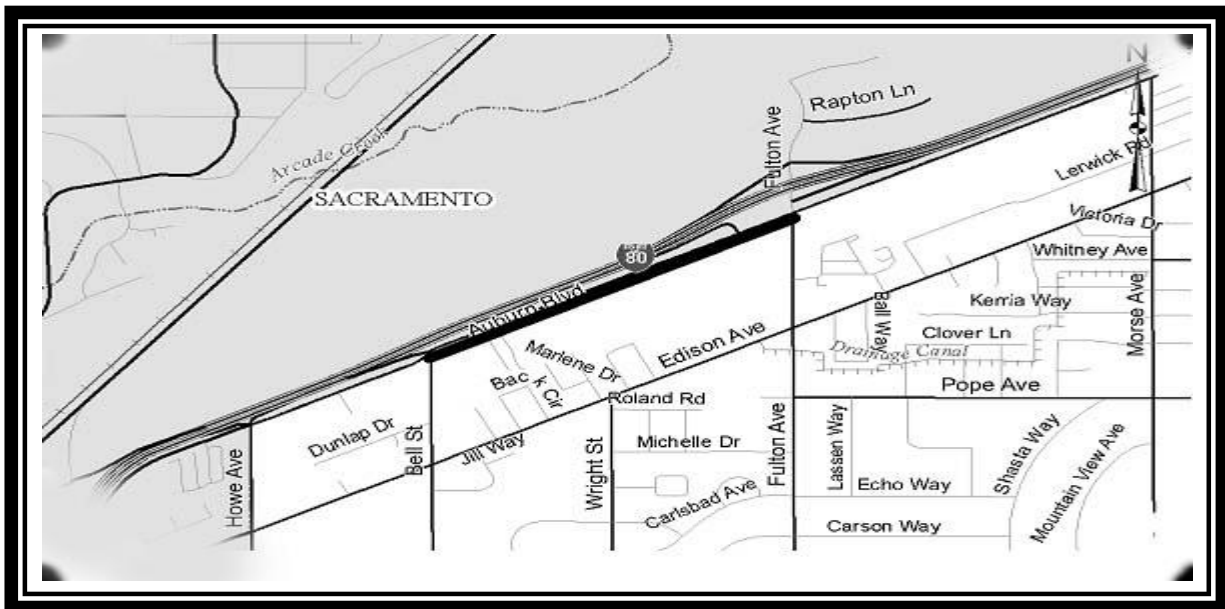 N
Rapton Ln
Fulton Ave
Arcade Creek
SACRAMENTO
Lerwick Rd
Victoria Dr
Whitney Ave
80
Auburn Blvd
Kerria Way
Ball Way
Clover Ln
Morse Ave
Drainage Canal
Marlene Dr
Edison Ave
Back Cir
Pope Ave
Roland Rd
Dunlap Dr
Bell St
Jill Way
Michelle Dr
Wright St
Fulton Ave
Lassen Way
Shasta Way
Mountain View Ave
Howe Ave
Carlsbad Ave
Echo Way
Carson Way